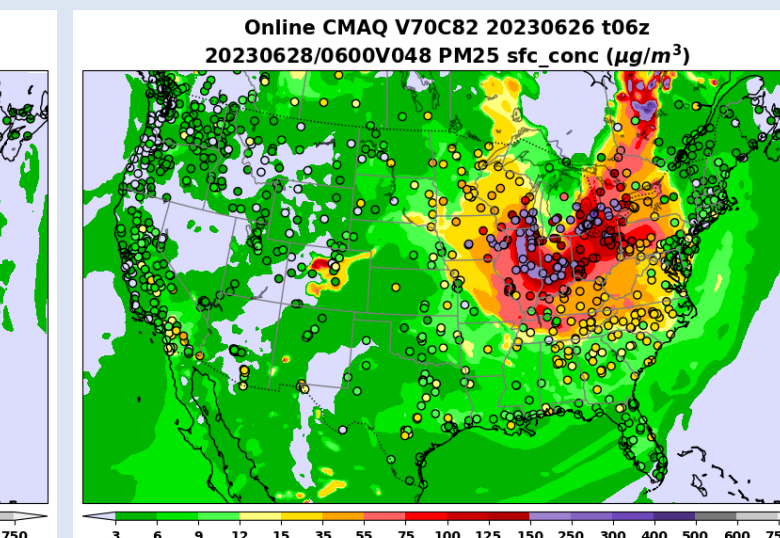 Online CMAQ V70C82 20230626 t06z
20230628/0600V048 PM25 sfc_conc (μg/m³)
750
3 6 9 12 15 35 55 75 100 125 150 250 300 400 500 600